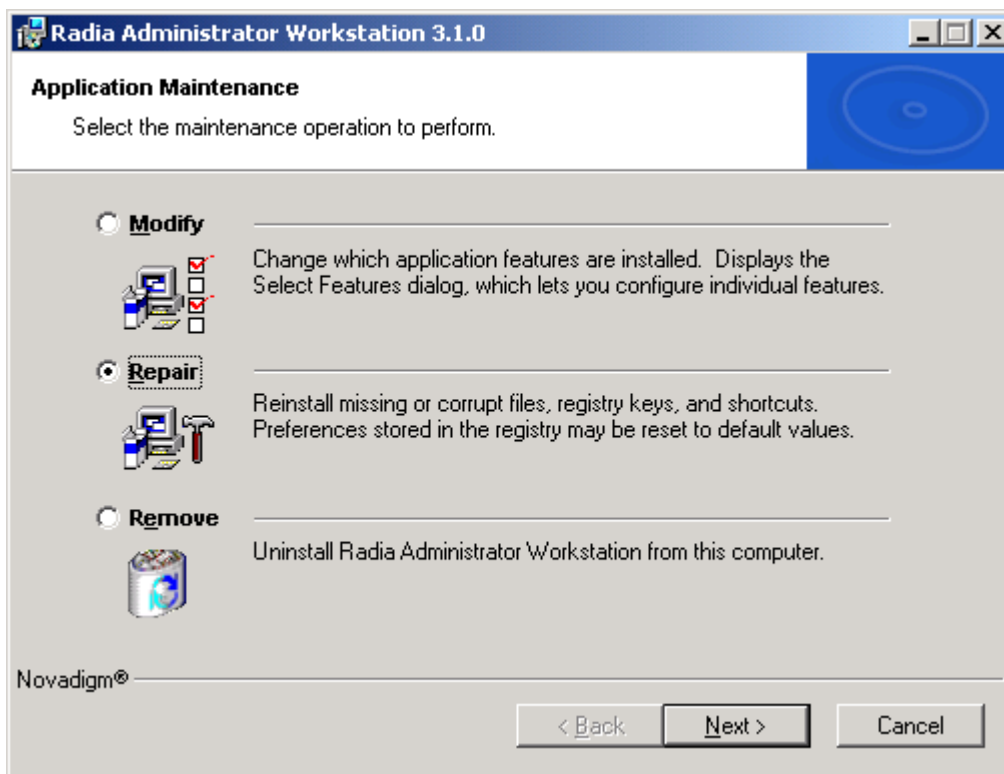 Radia Administrator Workstation 3.1.0
Application Maintenance
Select the maintenance operation to perform.
Modify
Change which application features are installed. Displays the
Select Features dialog, which lets you configure individual features.
Repair
Reinstall missing or corrupt files, registry keys, and shortcuts.
Preferences stored in the registry may be reset to default values.
Remove
Uninstall Radia Administrator Workstation from this computer.
Novadigm®
< Back
Next >
Cancel